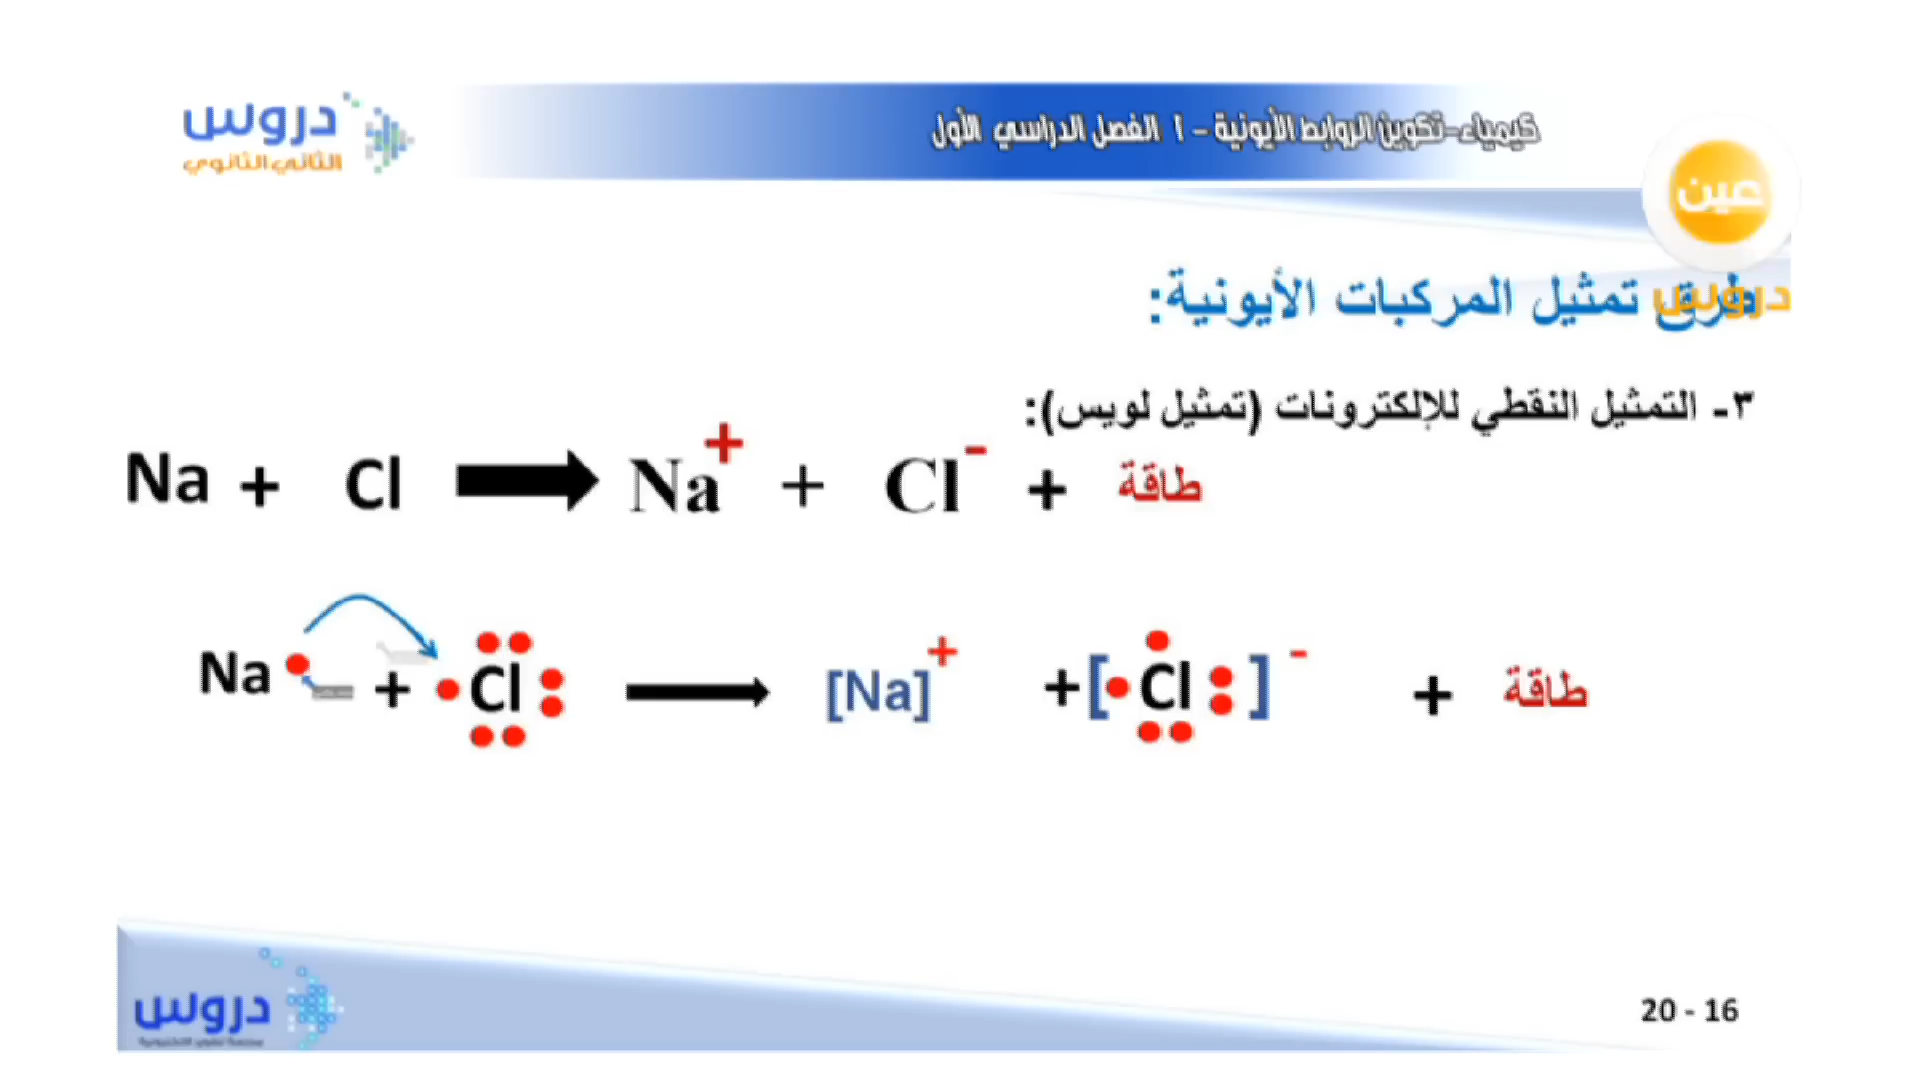 دروس
الثاني الثانوي
كيمياء-تكوين الروابط الأيونية - ١ الفصل الدراسي الأول
عين
دروس
طرق تمثيل المركبات الأيونية:
٣- التمثيل النقطي للإلكترونات (تمثيل لويس):
Na + Cl Na+ + Cl- + طاقة
Na + Cl [Na]+ + [Cl]- + طاقة
دروس
20 - 16